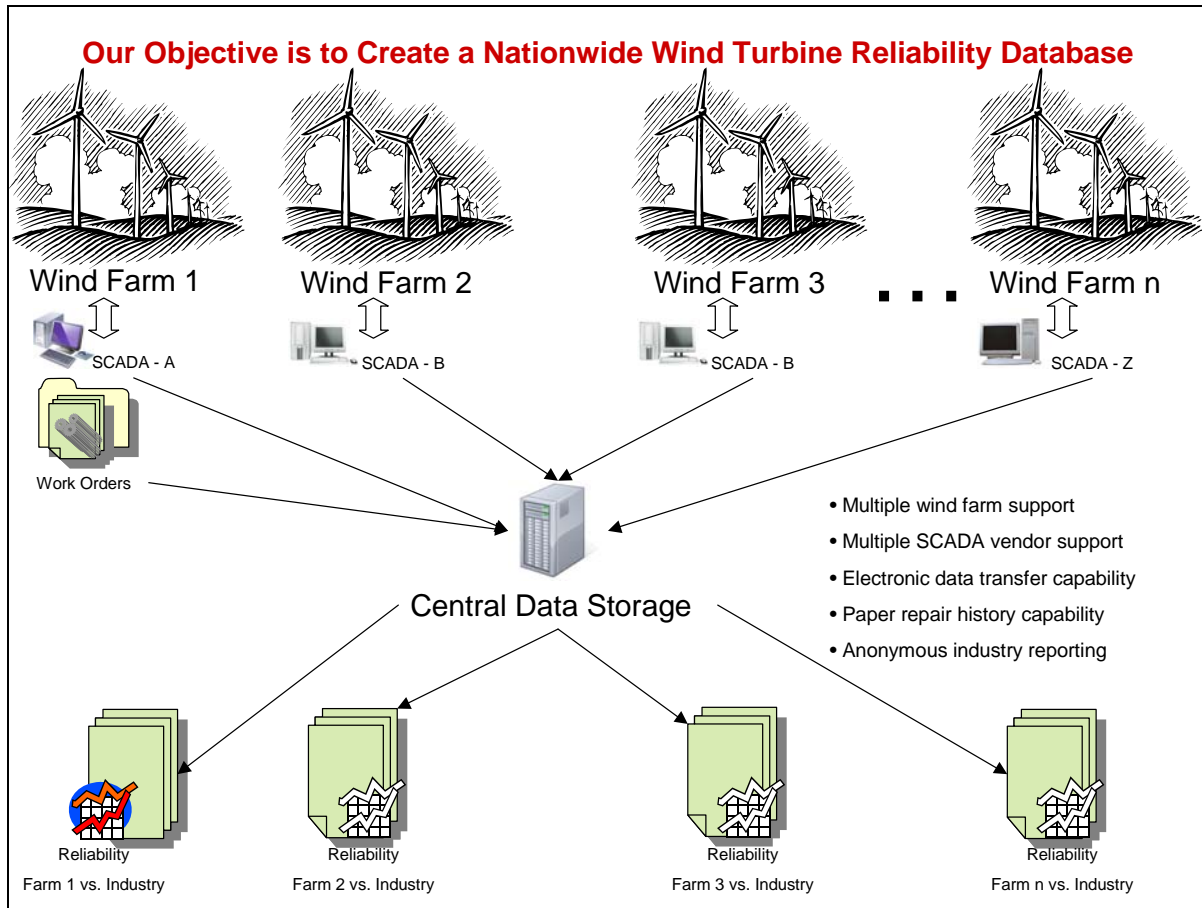 Our Objective is to Create a Nationwide Wind Turbine Reliability Database
Wind Farm 1
Wind Farm 2
Wind Farm 3
. . .
Wind Farm n
SCADA - A
SCADA - B
SCADA - B
SCADA - Z
Work Orders
• Multiple wind farm support
• Multiple SCADA vendor support
• Electronic data transfer capability
• Paper repair history capability
• Anonymous industry reporting
Central Data Storage
Reliability
Farm 1 vs. Industry
Reliability
Farm 2 vs. Industry
Reliability
Farm 3 vs. Industry
Reliability
Farm n vs. Industry